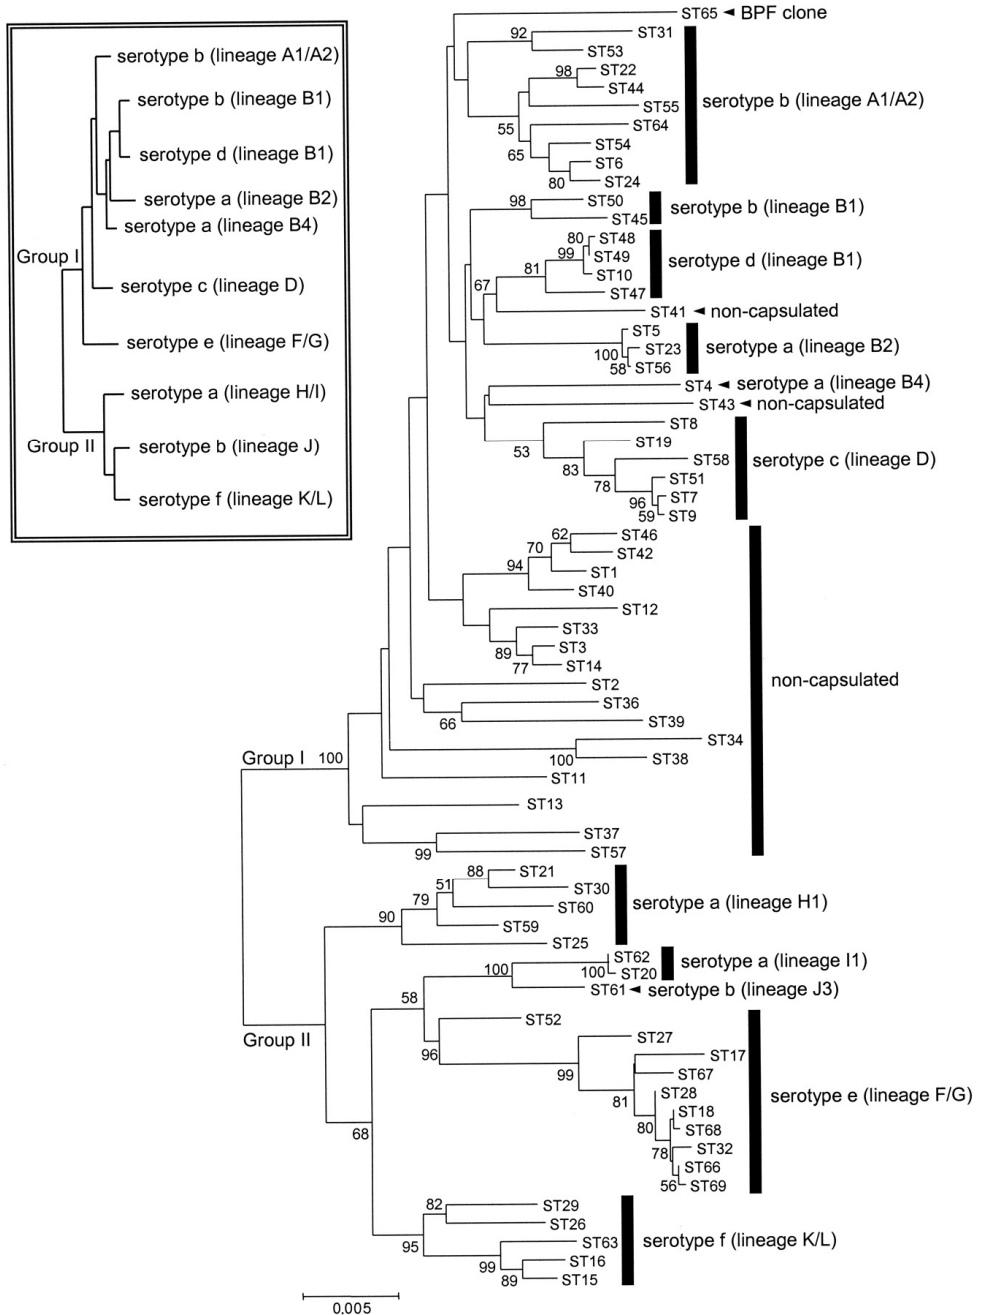 serotype b (lineage A1/A2)
serotype b (lineage B1)
serotype d (lineage B1)
serotype a (lineage B2)
serotype a (lineage B4)
Group I
serotype c (lineage D)
serotype e (lineage F/G)
serotype a (lineage H/I)
Group II
serotype b (lineage J)
serotype f (lineage K/L)
ST65 ◄ BPF clone
92 ST31
ST53
98 ST22
ST44
serotype b (lineage A1/A2)
ST55
55 ST64
ST54
65 ST6
80 ST24
98 ST50
serotype b (lineage B1)
ST45
80 ST48
99 ST49
serotype d (lineage B1)
81 ST10
67 ST47
ST41 ◄ non-capsulated
ST5
100 ST23
serotype a (lineage B2)
58 ST56
ST4 ◄ serotype a (lineage B4)
ST43 ◄ non-capsulated
ST8
53 ST19
83 ST58
serotype c (lineage D)
78 ST51
96 ST7
59 ST9
62 ST46
70 ST42
94 ST1
ST40
ST12
ST33
89 ST3
77 ST14
non-capsulated
ST2
ST36
66 ST39
ST34
Group I 100
100 ST38
ST11
ST13
ST37
99 ST57
88 ST21
51 ST30
79 ST60
serotype a (lineage H1)
90 ST59
ST25
ST62
serotype a (lineage I1)
100 100 ST20
58 ST61 ◄ serotype b (lineage J3)
ST52
Group II
ST27
96 ST17
99 ST67
81 ST28
serotype e (lineage F/G)
ST18
80 ST68
68
78 ST32
ST66
56 ST69
82 ST29
ST26
95 ST63
serotype f (lineage K/L)
99 ST16
89 ST15
0.005